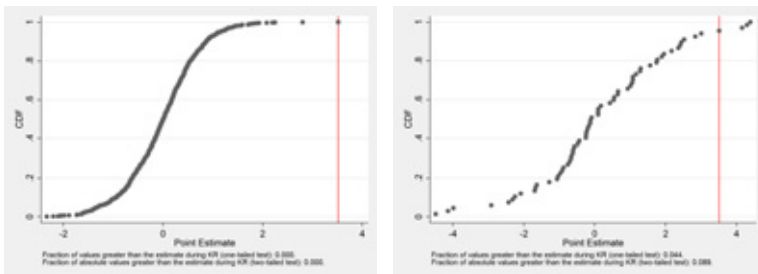 CDF
1
.8
.6
.4
.2
0
-2
0
2
4
Point Estimate
Fraction of values greater than the estimate during KR (one-tailed test): 0.000.
Fraction of absolute values greater than the estimate during KR (two-tailed test): 0.000.
CDF
1
.8
.6
.4
.2
0
-4
-2
0
2
4
Point Estimate
Fraction of values greater than the estimate during KR (one-tailed test): 0.044.
Fraction of absolute values greater than the estimate during KR (two-tailed test): 0.089.